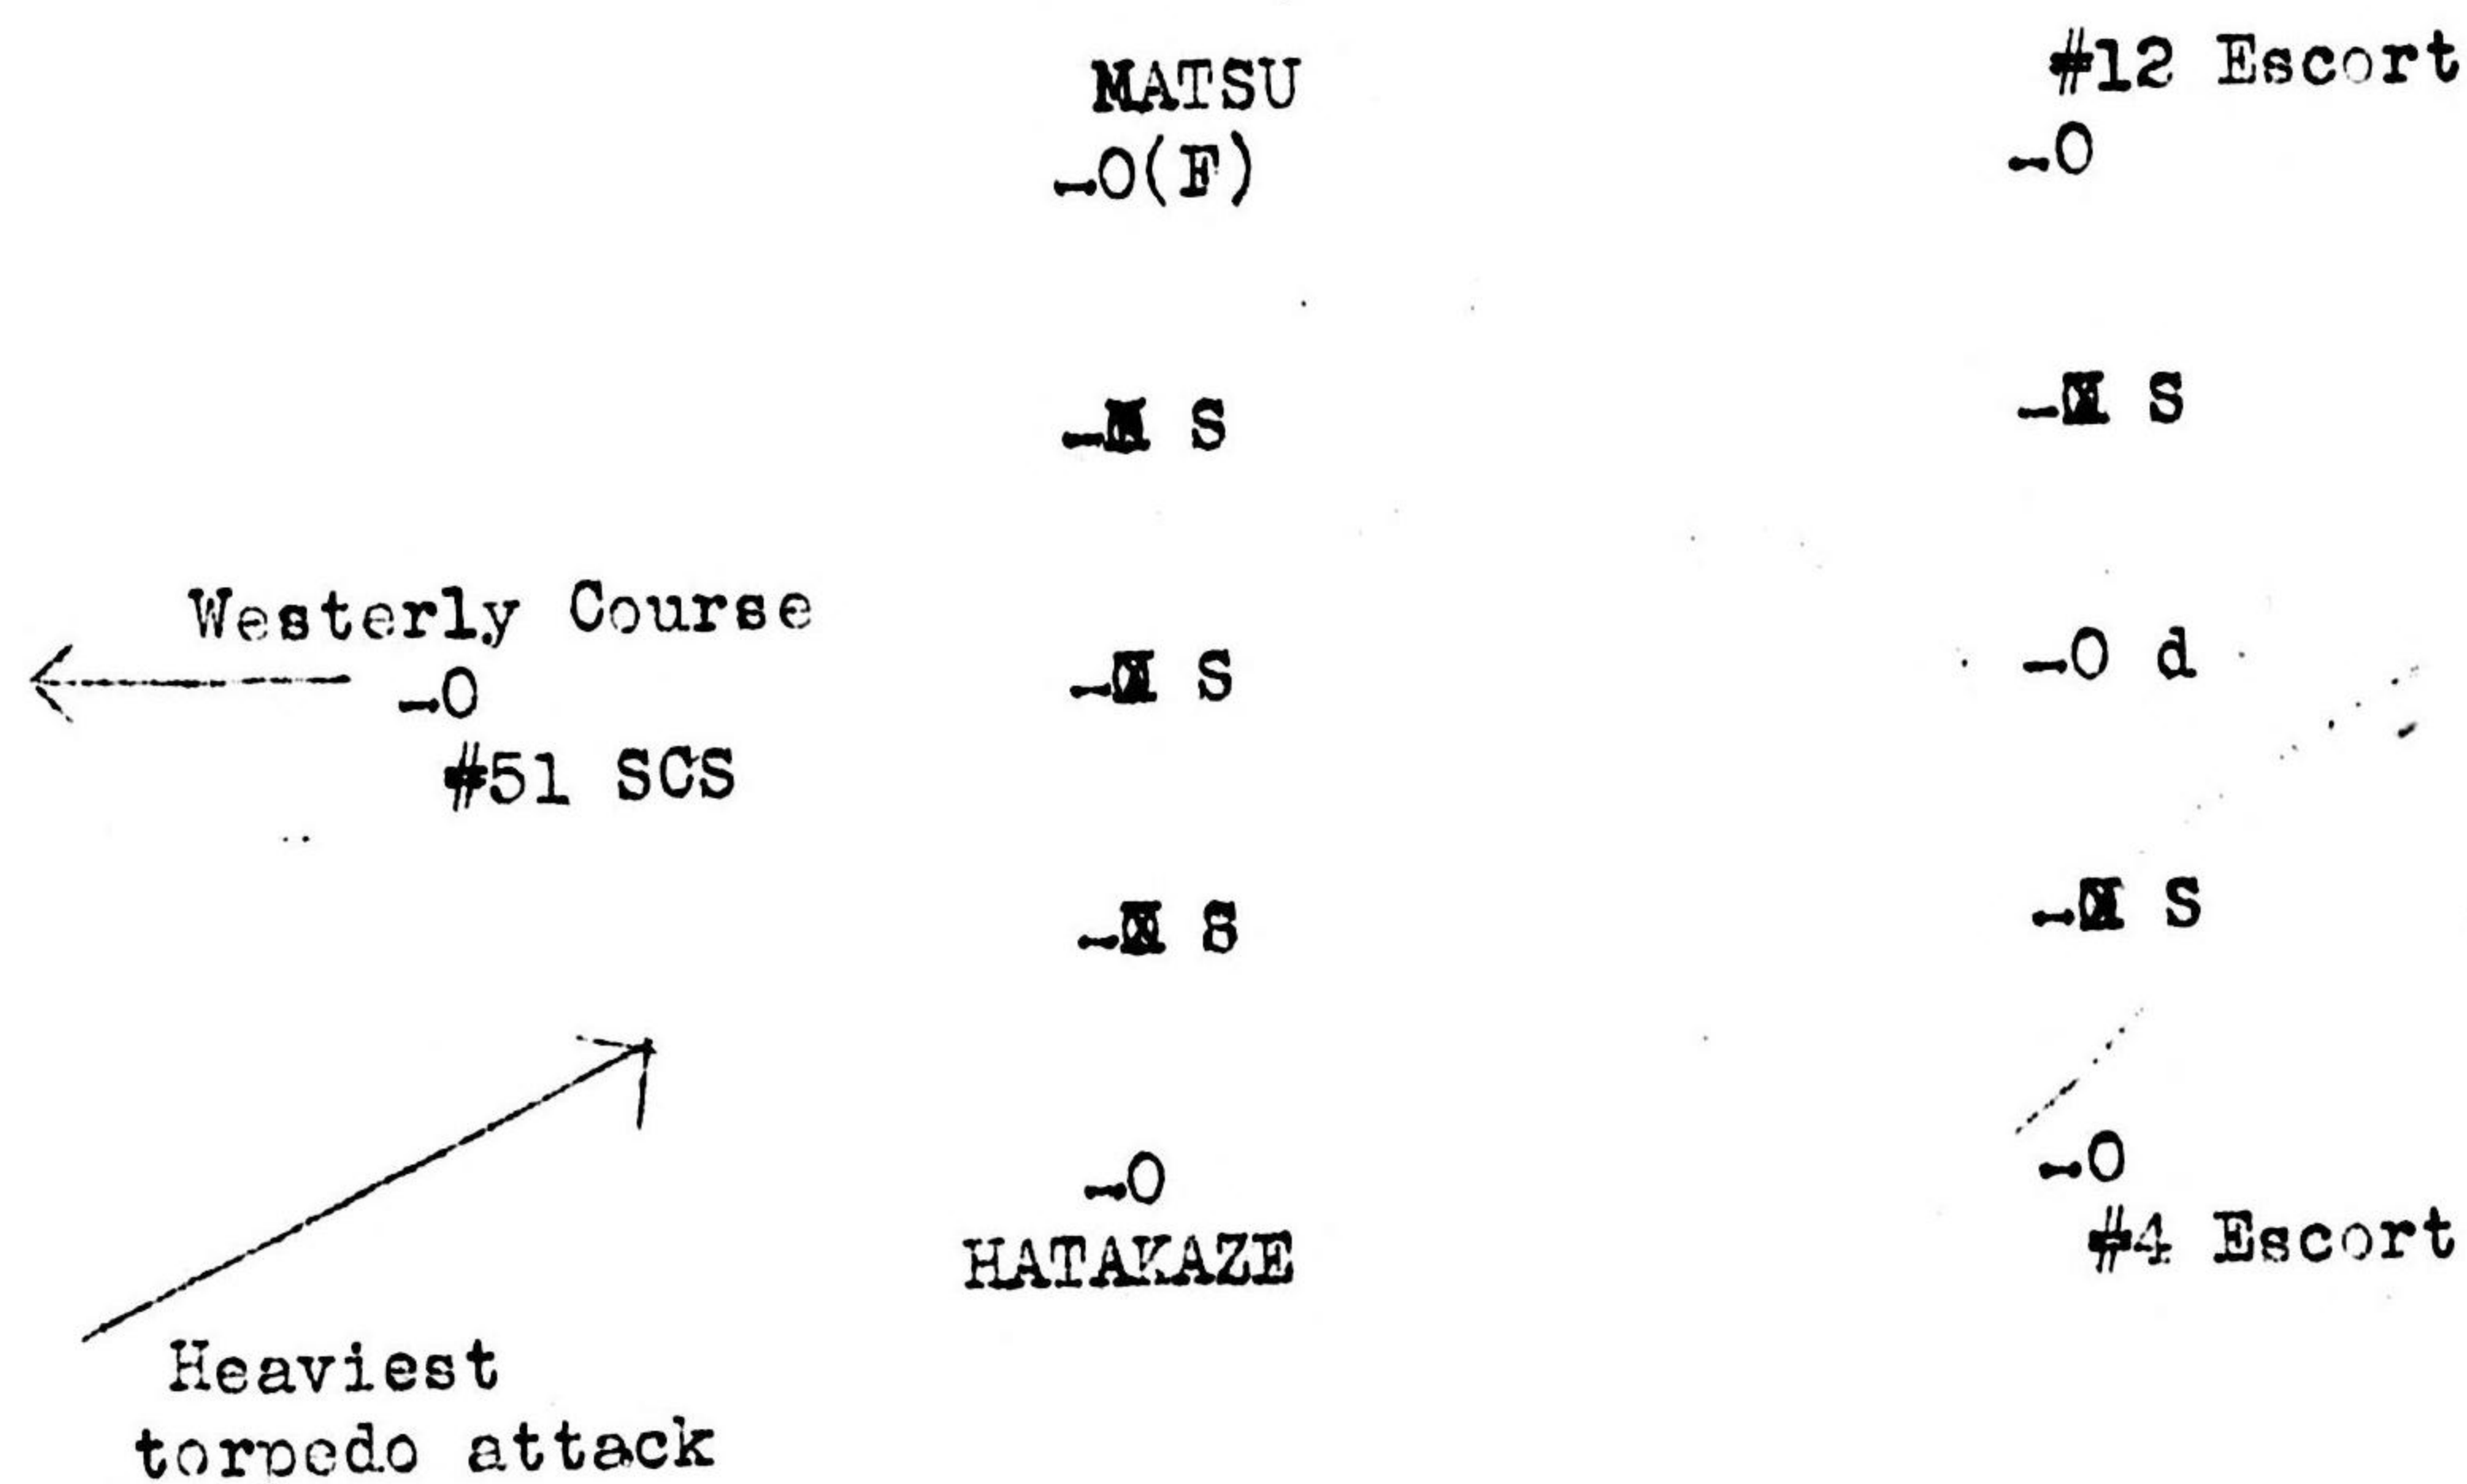 MATSU
#12 Escort
-O(F)
-O
S
S
Westerly Course
-O
#51 SCS
S
-O d
S
S
-O
HATAKAZE
-O
#4 Escort
Heaviest
torpedo attack